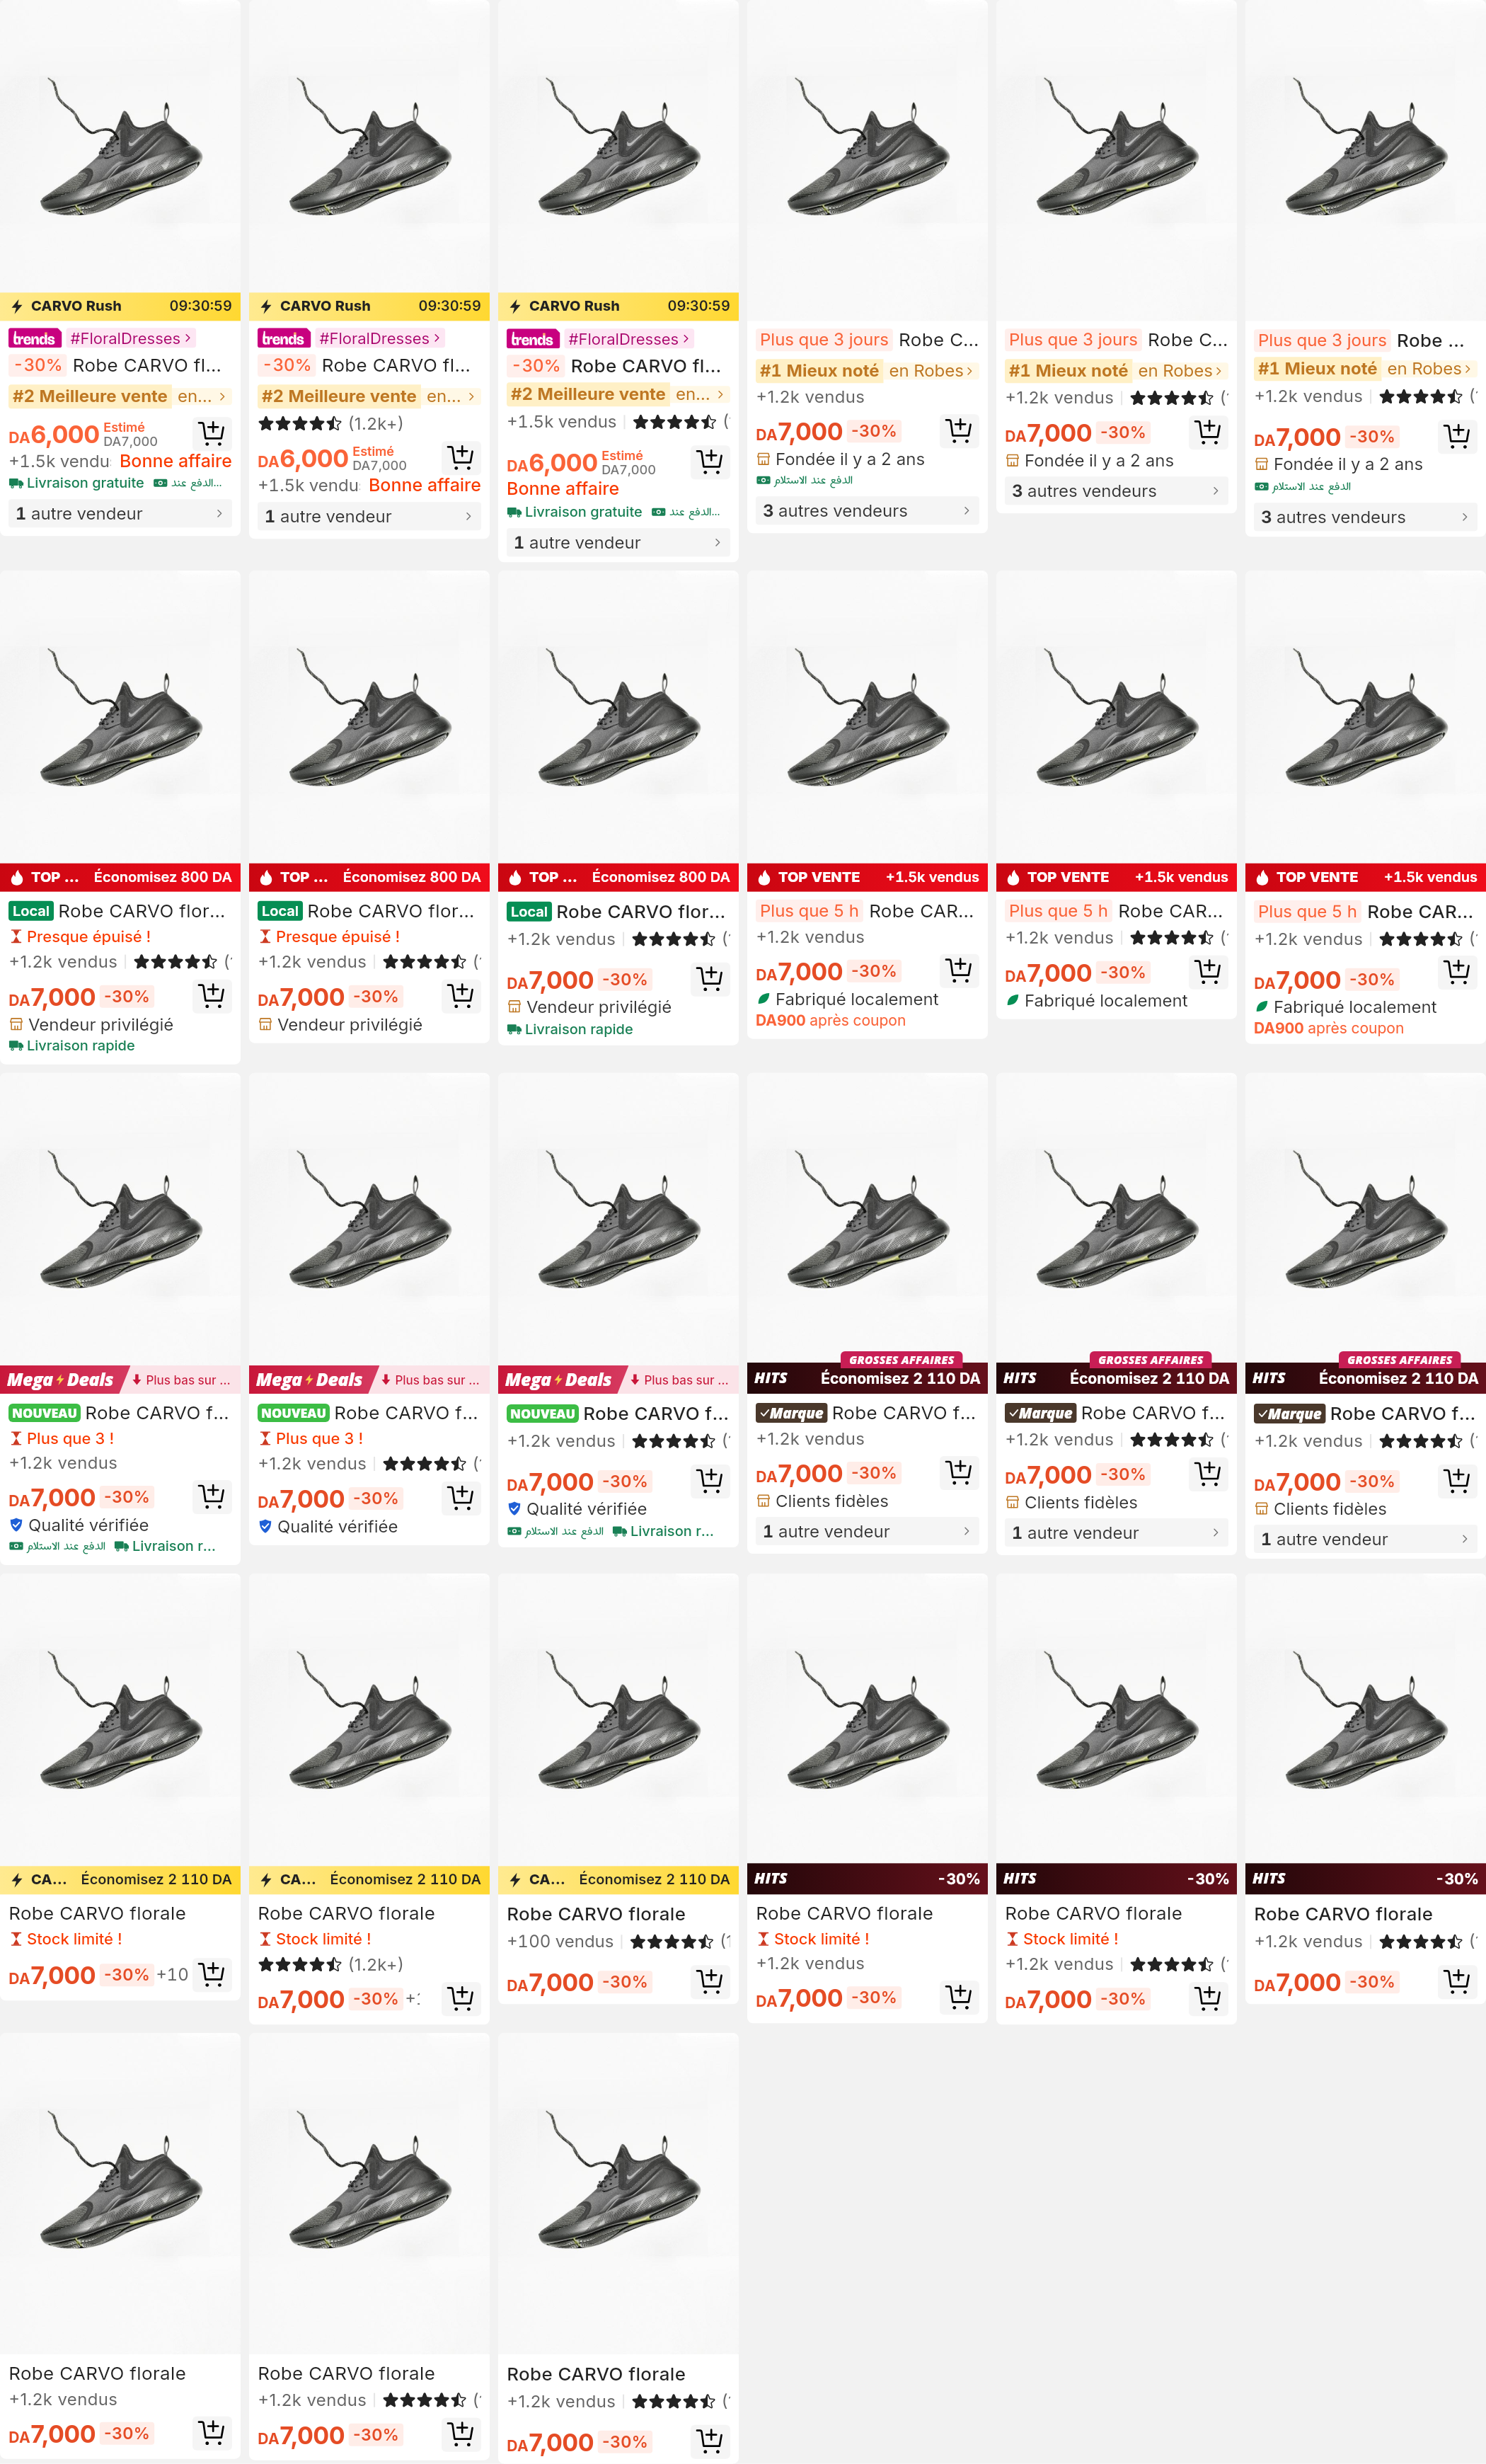 CARVO Rush 09:30:59
trends #FloralDresses
-30% Robe CARVO fl...
#2 Meilleure vente en...
DA6,000 Estimé DA7,000
+1.5k vendu Bonne affaire
Livraison gratuite الدفع عند...
1 autre vendeur
CARVO Rush 09:30:59
trends #FloralDresses
-30% Robe CARVO fl...
#2 Meilleure vente en...
(1.2k+)
DA6,000 Estimé DA7,000
+1.5k vendu Bonne affaire
1 autre vendeur
CARVO Rush 09:30:59
trends #FloralDresses
-30% Robe CARVO fl...
#2 Meilleure vente en...
+1.5k vendus
DA6,000 Estimé DA7,000
Bonne affaire
Livraison gratuite الدفع عند...
1 autre vendeur
Plus que 3 jours Robe C...
#1 Mieux noté en Robes
+1.2k vendus
DA7,000 -30%
Fondée il y a 2 ans
الدفع عند الاستلام
3 autres vendeurs
Plus que 3 jours Robe C...
#1 Mieux noté en Robes
+1.2k vendus
DA7,000 -30%
Fondée il y a 2 ans
3 autres vendeurs
Plus que 3 jours Robe ...
#1 Mieux noté en Robes
+1.2k vendus
DA7,000 -30%
Fondée il y a 2 ans
الدفع عند الاستلام
3 autres vendeurs
TOP ... Économisez 800 DA
Local Robe CARVO flor...
Presque épuisé !
+1.2k vendus
DA7,000 -30%
Vendeur privilégié
Livraison rapide
TOP ... Économisez 800 DA
Local Robe CARVO flor...
Presque épuisé !
+1.2k vendus
DA7,000 -30%
Vendeur privilégié
TOP ... Économisez 800 DA
Local Robe CARVO flor...
+1.2k vendus
DA7,000 -30%
Vendeur privilégié
Livraison rapide
TOP VENTE +1.5k vendus
Plus que 5 h Robe CAR...
+1.2k vendus
DA7,000 -30%
Fabriqué localement
DA900 après coupon
TOP VENTE +1.5k vendus
Plus que 5 h Robe CAR...
+1.2k vendus
DA7,000 -30%
Fabriqué localement
TOP VENTE +1.5k vendus
Plus que 5 h Robe CAR...
+1.2k vendus
DA7,000 -30%
Fabriqué localement
DA900 après coupon
Mega Deals Plus bas sur ...
NOUVEAU Robe CARVO f...
Plus que 3 !
+1.2k vendus
DA7,000 -30%
Qualité vérifiée
الدفع عند الاستلام Livraison r...
Mega Deals Plus bas sur ...
NOUVEAU Robe CARVO f...
Plus que 3 !
+1.2k vendus
DA7,000 -30%
Qualité vérifiée
Mega Deals Plus bas sur ...
NOUVEAU Robe CARVO f...
+1.2k vendus
DA7,000 -30%
Qualité vérifiée
الدفع عند الاستلام Livraison r...
GROSSES AFFAIRES
HITS Économisez 2 110 DA
Marque Robe CARVO f...
+1.2k vendus
DA7,000 -30%
Clients fidèles
1 autre vendeur
GROSSES AFFAIRES
HITS Économisez 2 110 DA
Marque Robe CARVO f...
+1.2k vendus
DA7,000 -30%
Clients fidèles
1 autre vendeur
GROSSES AFFAIRES
HITS Économisez 2 110 DA
Marque Robe CARVO f...
+1.2k vendus
DA7,000 -30%
Clients fidèles
1 autre vendeur
CA... Économisez 2 110 DA
Robe CARVO florale
Stock limité !
DA7,000 -30% +10
CA... Économisez 2 110 DA
Robe CARVO florale
Stock limité !
(1.2k+)
DA7,000 -30%
CA... Économisez 2 110 DA
Robe CARVO florale
+100 vendus
DA7,000 -30%
HITS -30%
Robe CARVO florale
Stock limité !
+1.2k vendus
DA7,000 -30%
HITS -30%
Robe CARVO florale
Stock limité !
+1.2k vendus
DA7,000 -30%
HITS -30%
Robe CARVO florale
+1.2k vendus
DA7,000 -30%
Robe CARVO florale
+1.2k vendus
DA7,000 -30%
Robe CARVO florale
+1.2k vendus
DA7,000 -30%
Robe CARVO florale
+1.2k vendus
DA7,000 -30%